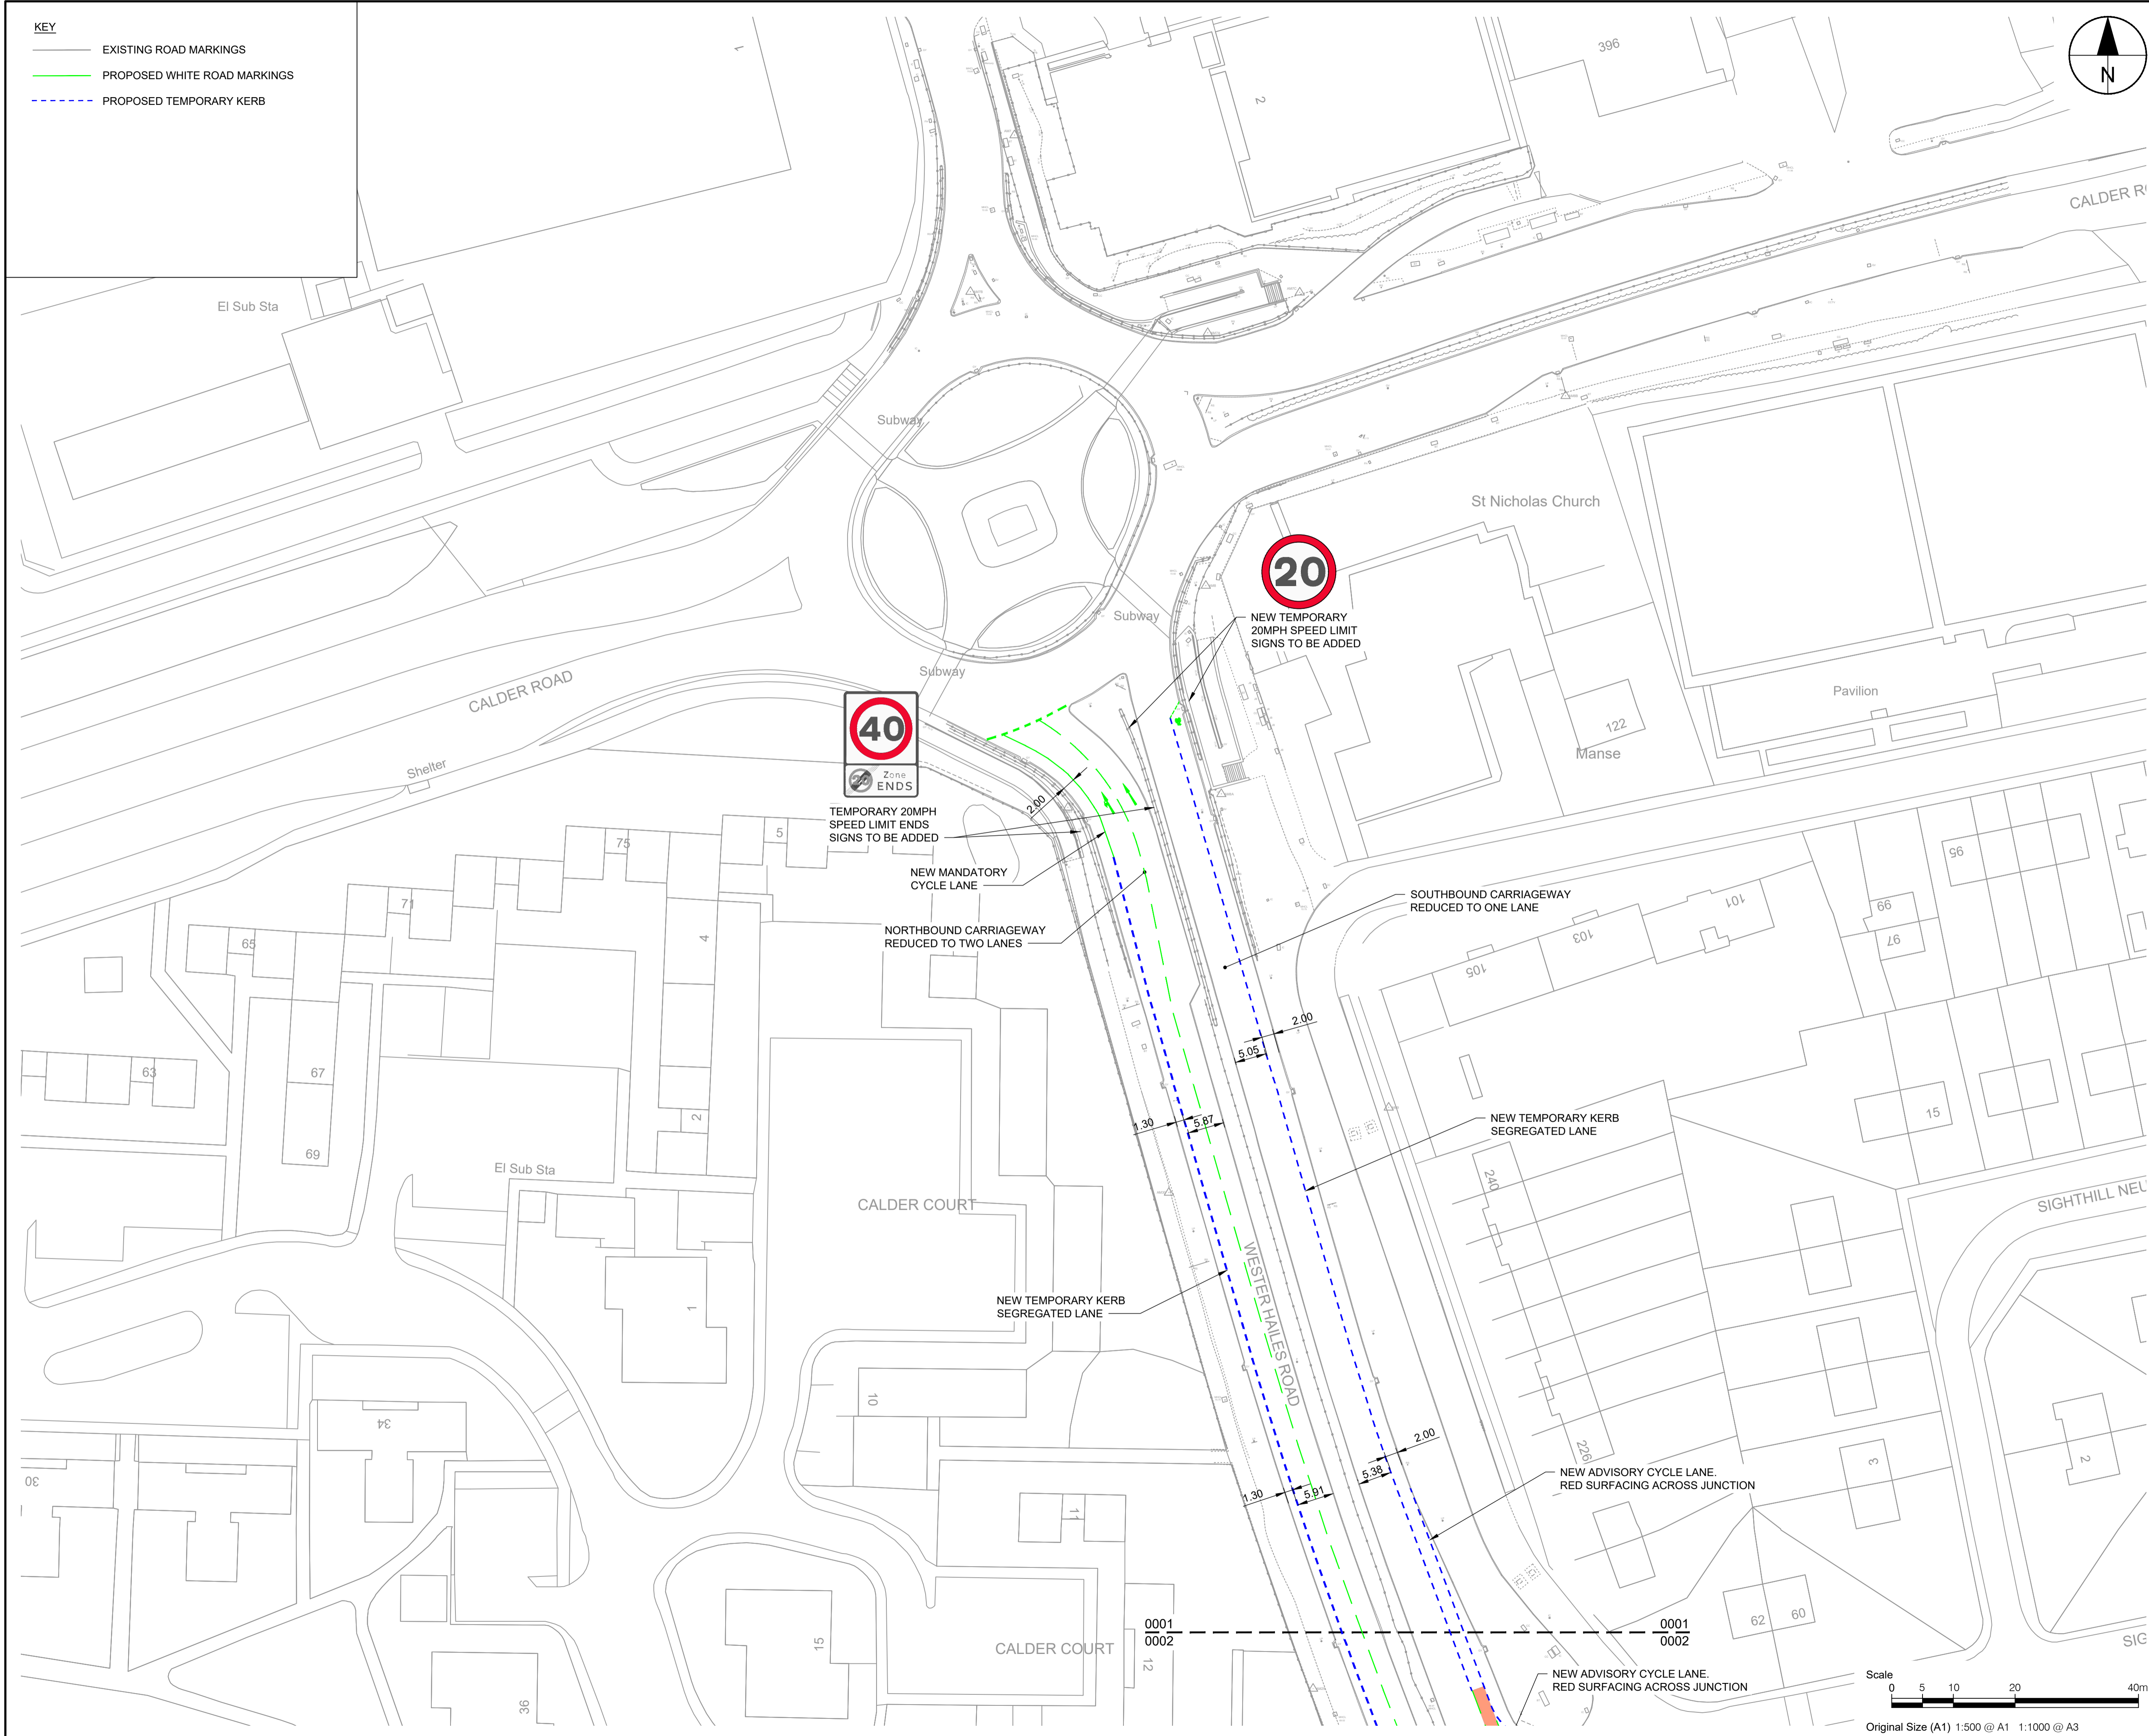 KEY
EXISTING ROAD MARKINGS
PROPOSED WHITE ROAD MARKINGS
PROPOSED TEMPORARY KERB
1
2
396
N
CALDER R
El Sub Sta
Subway
St Nicholas Church
20
Subway
NEW TEMPORARY
20MPH SPEED LIMIT
SIGNS TO BE ADDED
Subway
CALDER ROAD
Pavilion
122
Manse
40
20 Zone
ENDS
Shelter
2.00
TEMPORARY 20MPH
SPEED LIMIT ENDS
SIGNS TO BE ADDED
5
75
95
NEW MANDATORY
CYCLE LANE
71
SOUTHBOUND CARRIAGEWAY
REDUCED TO ONE LANE
101
99
NORTHBOUND CARRIAGEWAY
REDUCED TO TWO LANES
65
4
103
97
105
2.00
5.05
63
67
2
1.30
5.87
NEW TEMPORARY KERB
SEGREGATED LANE
15
69
El Sub Sta
240
CALDER COURT
SIGHTHILL NEU
WESTER HAILES ROAD
NEW TEMPORARY KERB
SEGREGATED LANE
1
10
34
2.00
226
30
5.38
3
2
NEW ADVISORY CYCLE LANE.
RED SURFACING ACROSS JUNCTION
1.30
5.91
11
0001
0001
62
60
0002
0002
15
CALDER COURT
12
SIG
36
NEW ADVISORY CYCLE LANE.
RED SURFACING ACROSS JUNCTION
Scale
0 5 10 20 40m
Original Size (A1) 1:500 @ A1 1:1000 @ A3